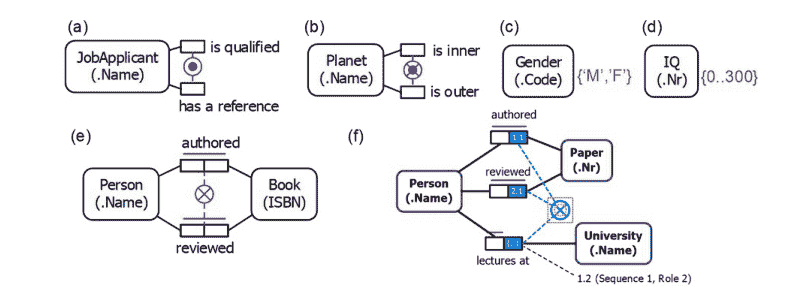 (a)
JobApplicant
(.Name)
is qualified
has a reference
(b)
Planet
(.Name)
is inner
is outer
(c)
Gender
(.Code)
{'M','F'}
(d)
IQ
(.Nr)
{0..300}
(e)
authored
Person
(.Name)
Book
(ISBN)
reviewed
(f)
authored
1.1
Paper
(.Nr)
reviewed
2.1
Person
(.Name)
University
(.Name)
lectures at
1.2 (Sequence 1, Role 2)